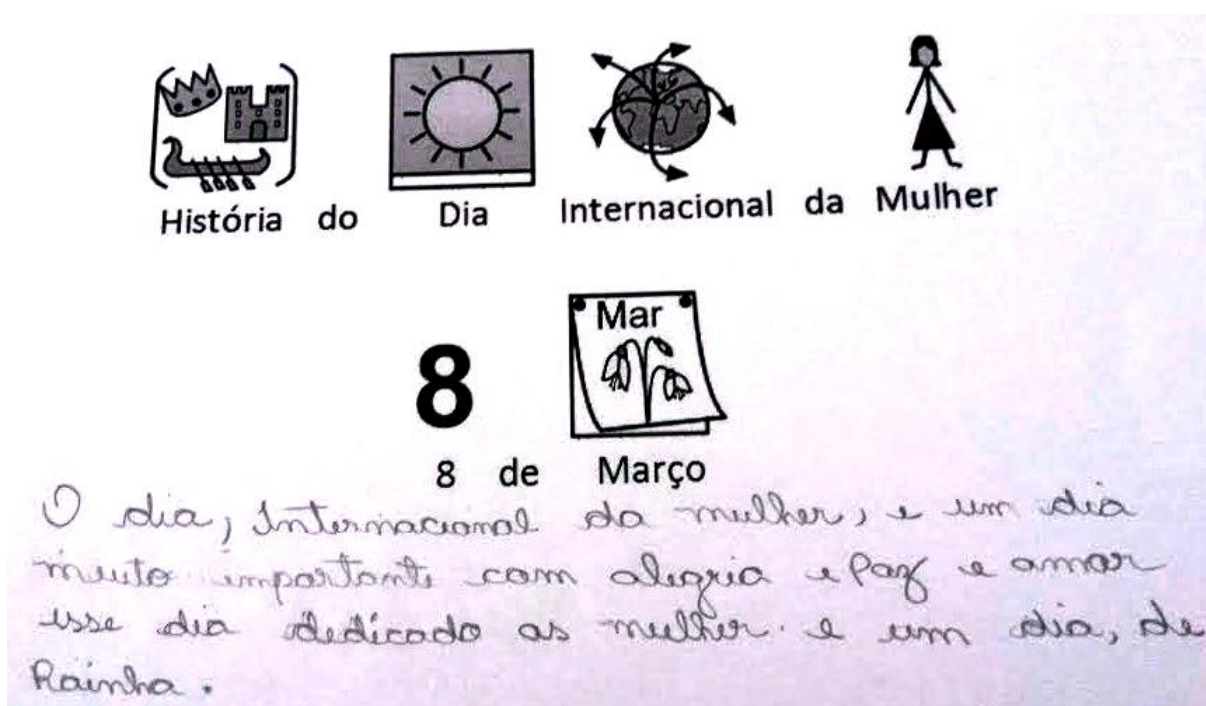 História do Dia Internacional da Mulher
Mar
8
8 de Março
O dia, Internacional da mulher, e um dia
muito importante com alegria e Paz e amor
esse dia dedicado as mulher. e um dia, de
Rainha.